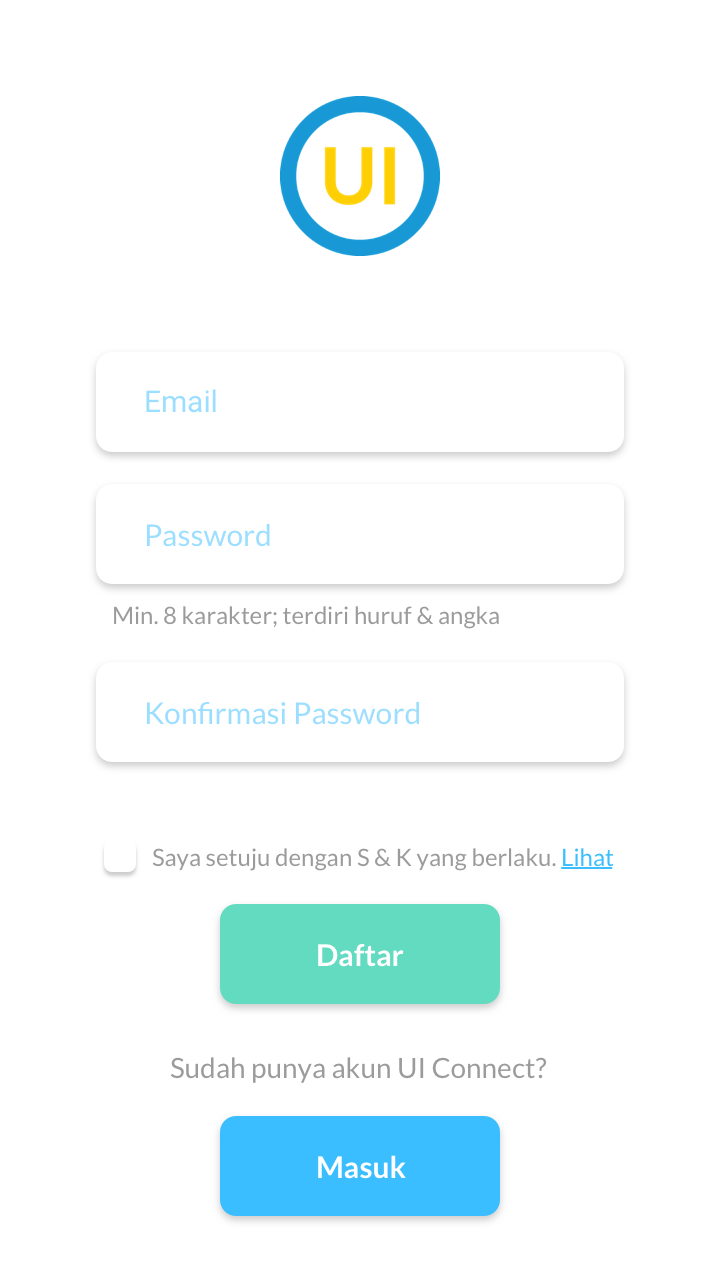 UI
Email
Password
Min. 8 karakter; terdiri huruf & angka
Konfirmasi Password
Saya setuju dengan S & K yang berlaku. Lihat
Daftar
Sudah punya akun UI Connect?
Masuk